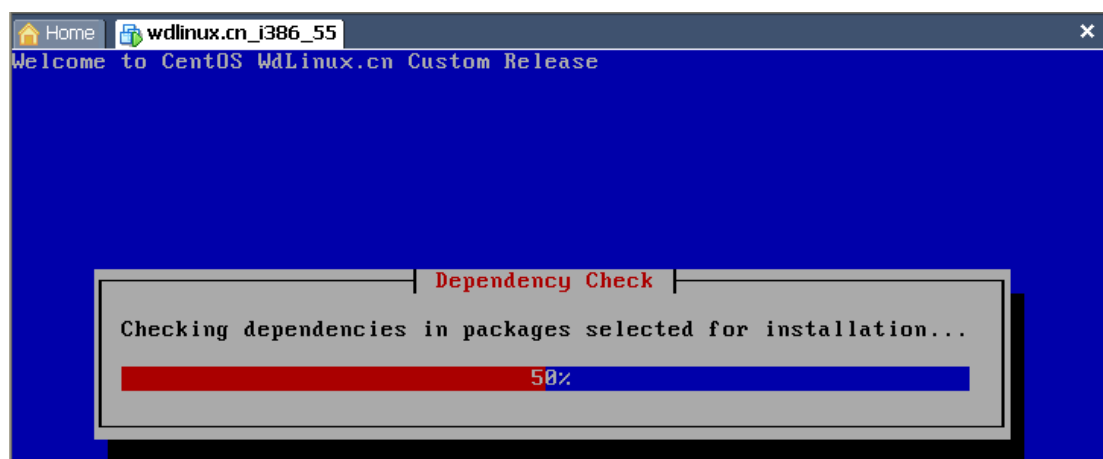 Home wdlinux.cn_i386_55
Welcome to CentOS WdLinux.cn Custom Release
Dependency Check
Checking dependencies in packages selected for installation...
50%